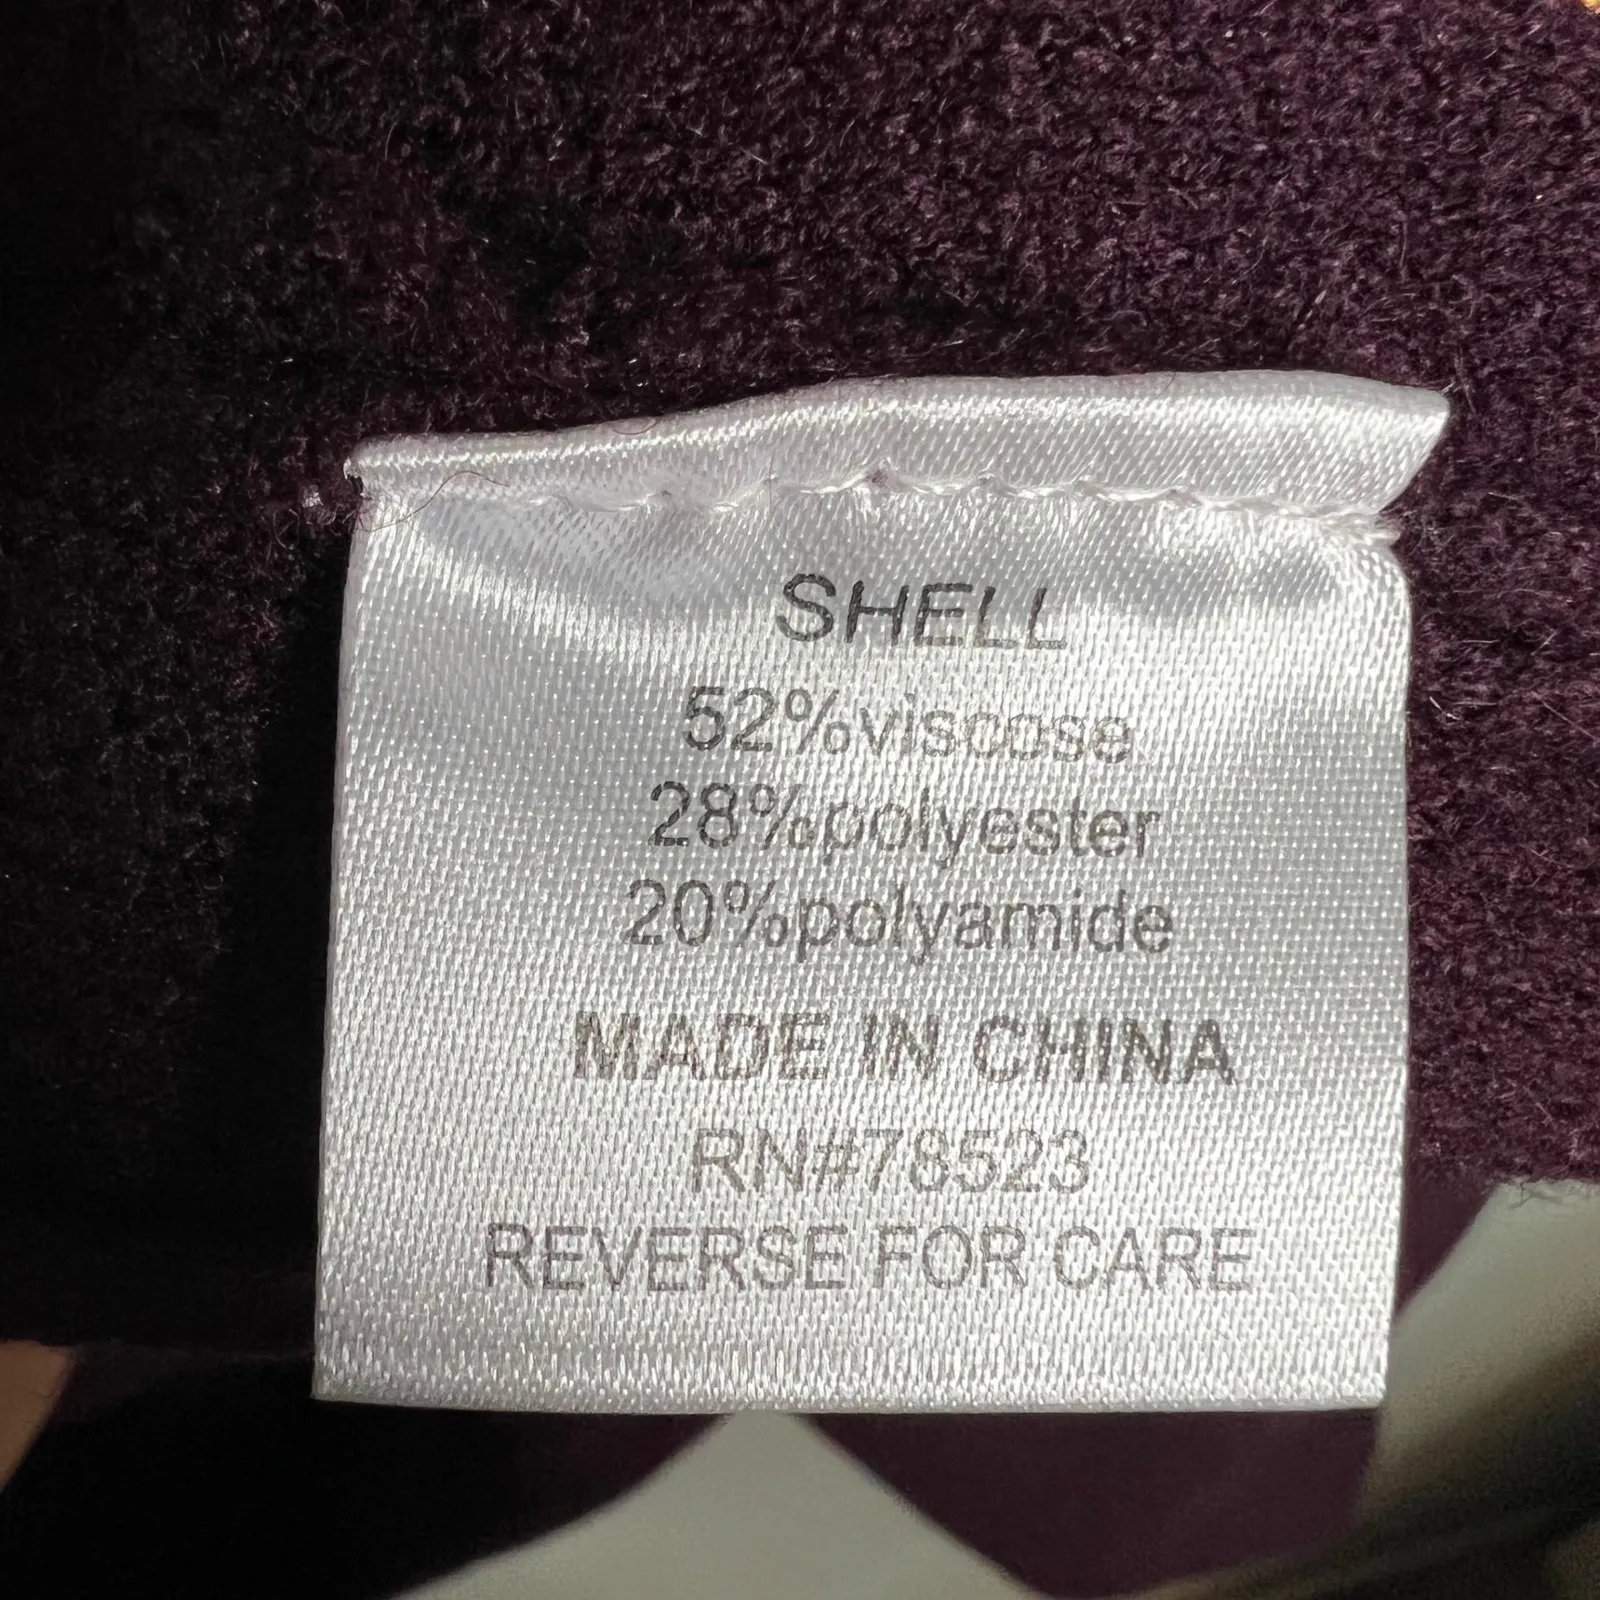 SHELL
52%viscose
28%polyester
20%polyamide
MADE IN CHINA
RN#78523
REVERSE FOR CARE